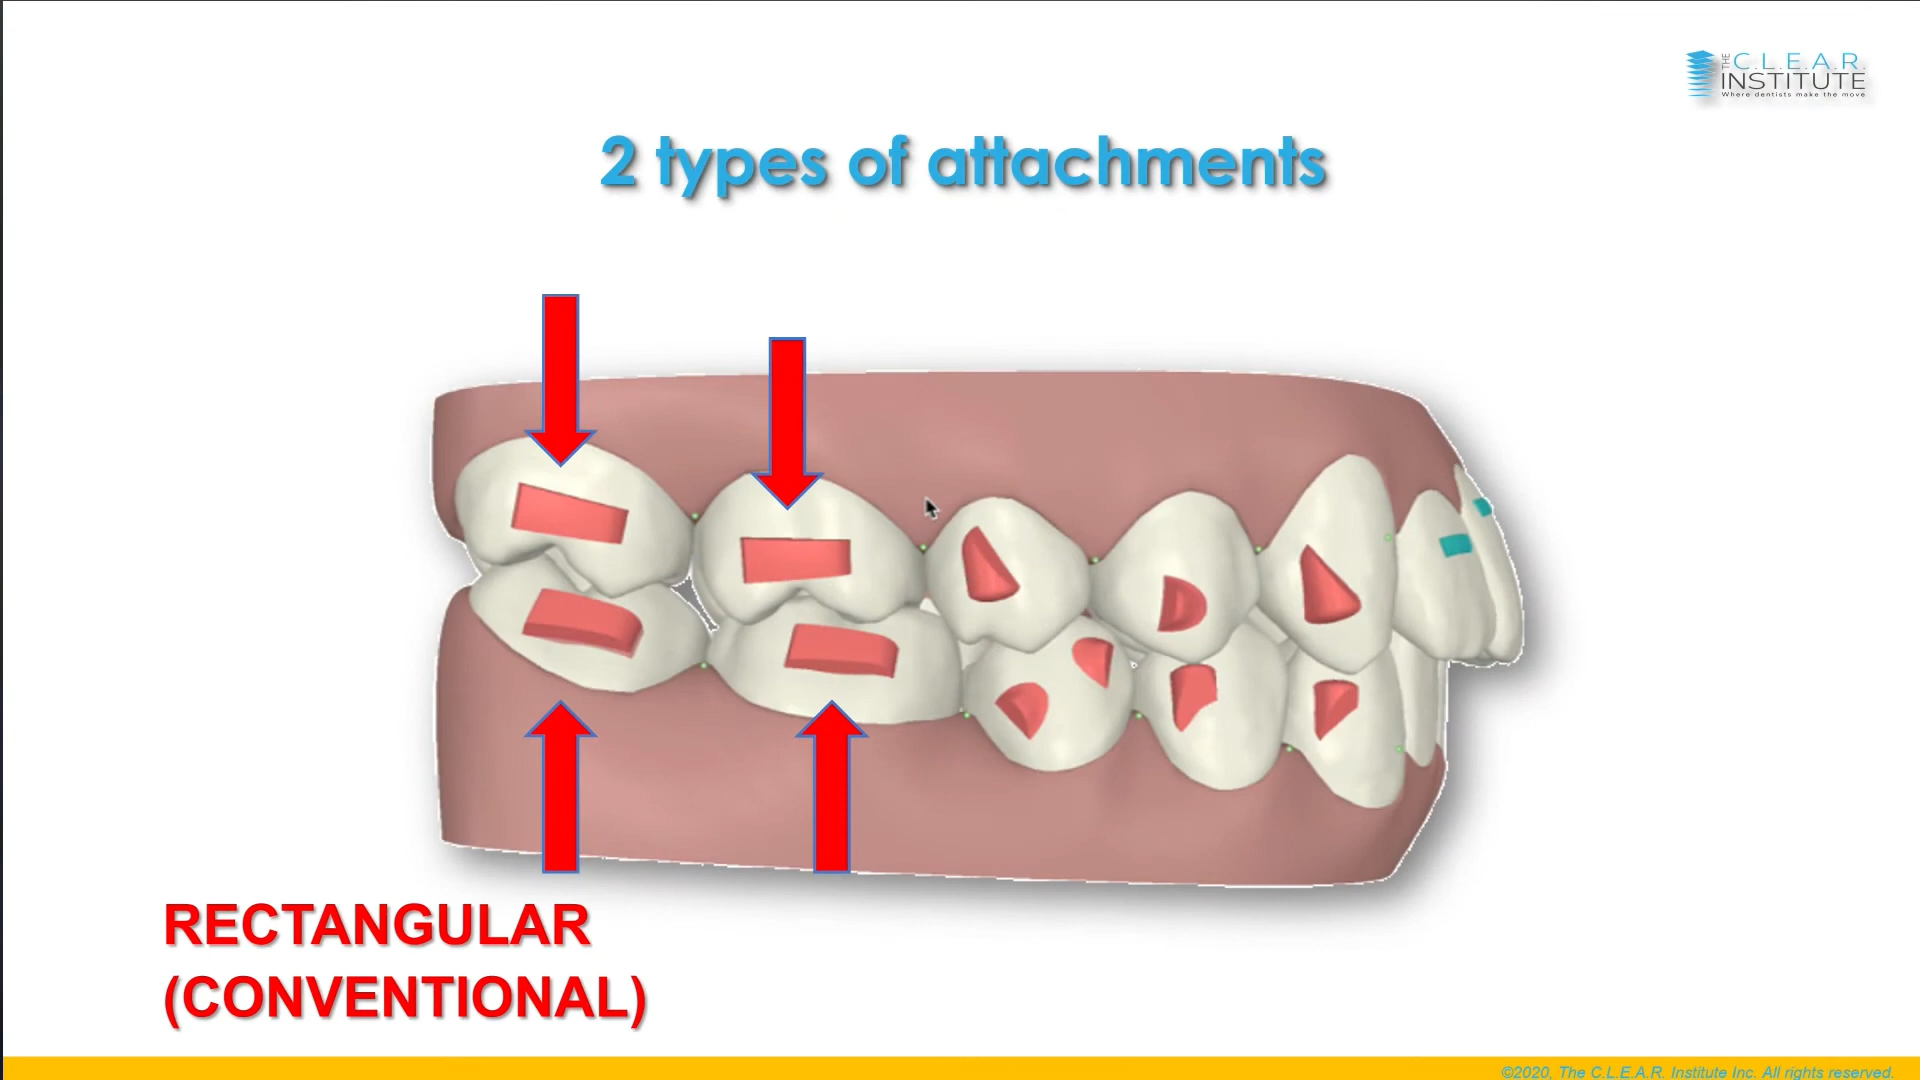 THE C.L.E.A.R.
INSTITUTE
Where dentists make the move
2 types of attachments
RECTANGULAR
(CONVENTIONAL)
©2020, The C.L.E.A.R. Institute Inc. All rights reserved.